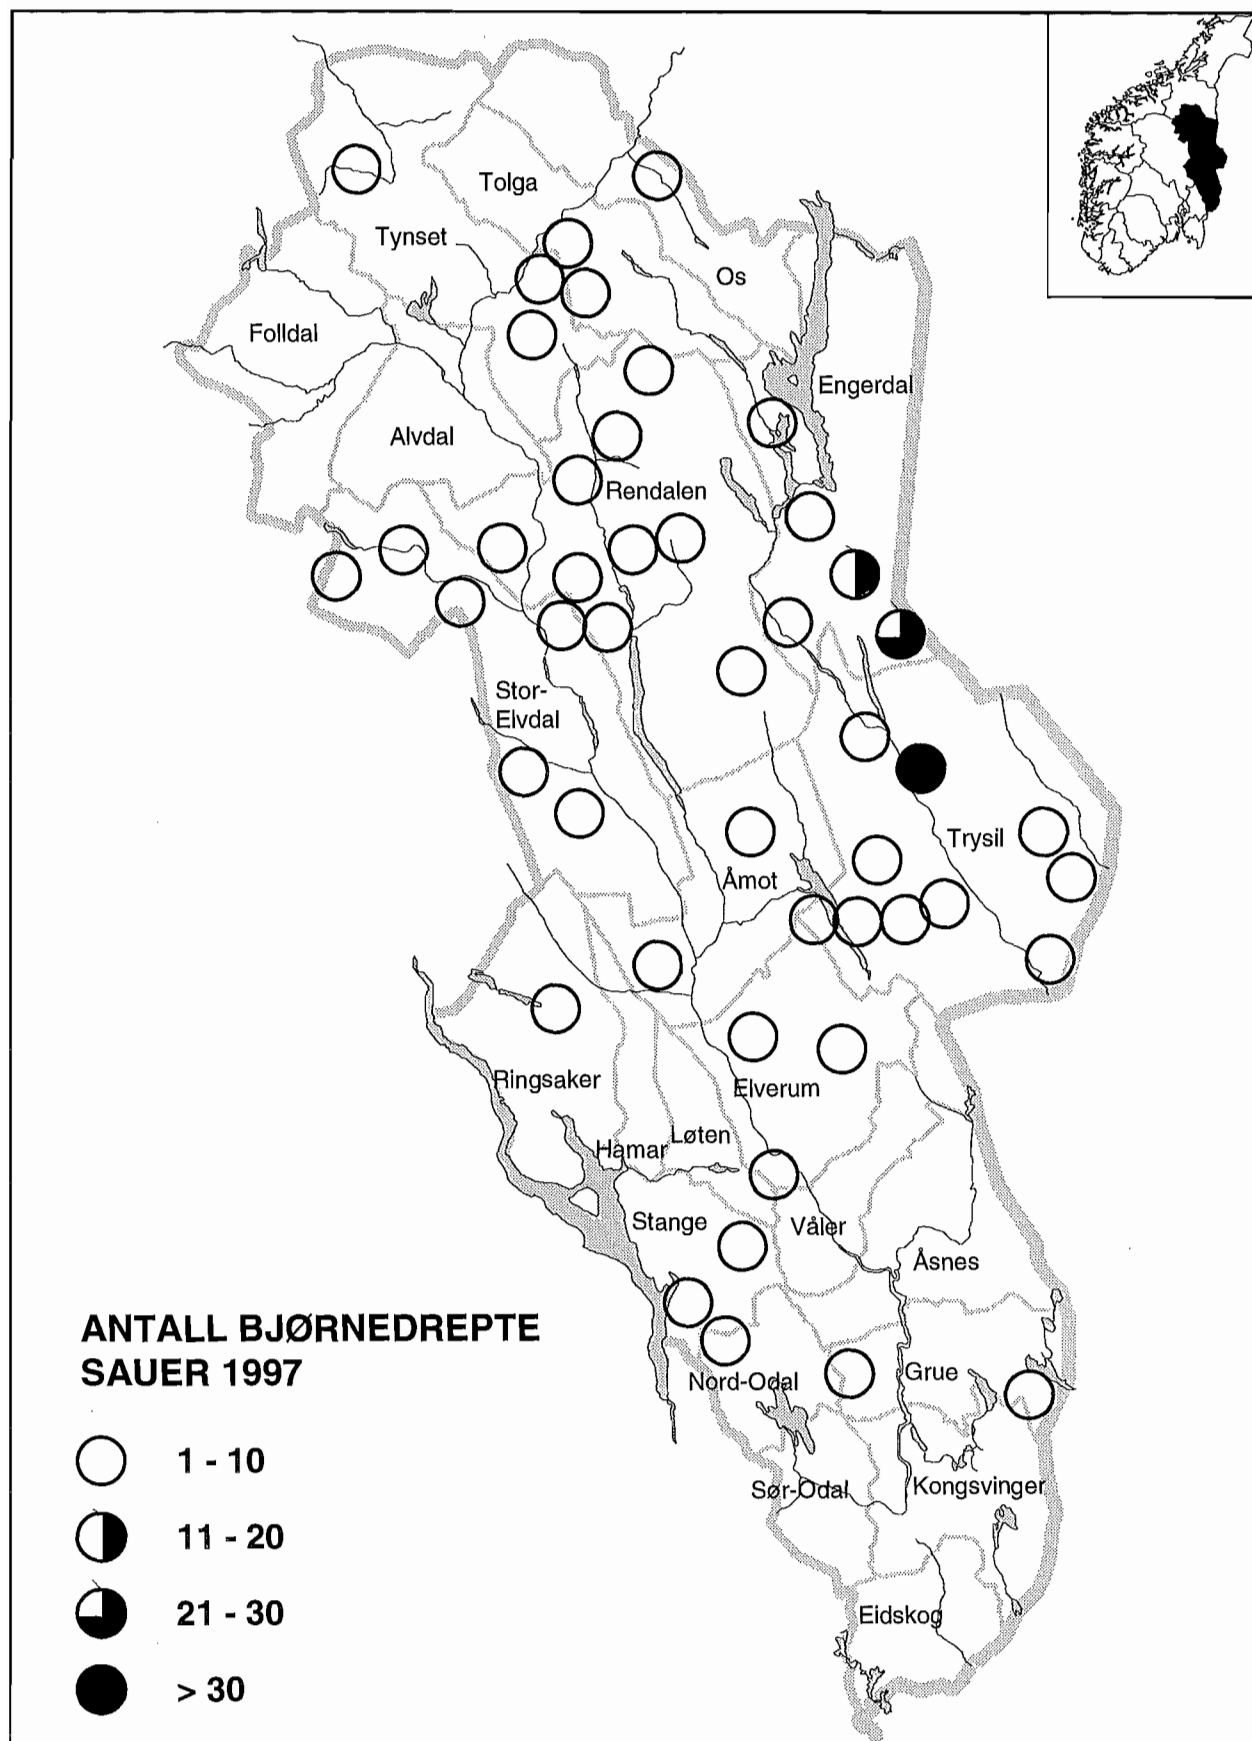 Tolga
Tynset
Os
Folldal
Engerdal
Alvdal
Rendalen
Stor-
Elvdal
Trysil
Åmot
Ringsaker
Elverum
Løten
Hamar
Stange
Våler
Åsnes
ANTALL BJØRNEDREPTE
SAUER 1997
Grue
Nord-Odal
1 - 10
Sør-Odal
Kongsvinger
11 - 20
21 - 30
Eidskog
> 30